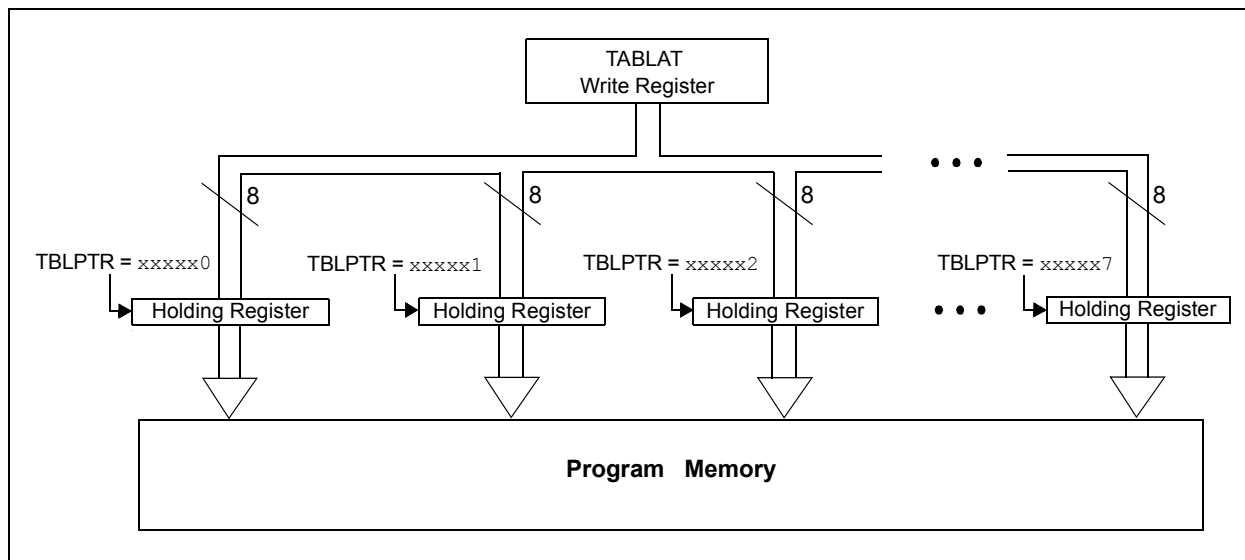 TABLAT
Write Register
• • •
8
8
8
8
TBLPTR = xxxxx0
TBLPTR = xxxxx1
TBLPTR = xxxxx2
TBLPTR = xxxxx7
Holding Register
Holding Register
Holding Register
• • •
Holding Register
Program Memory